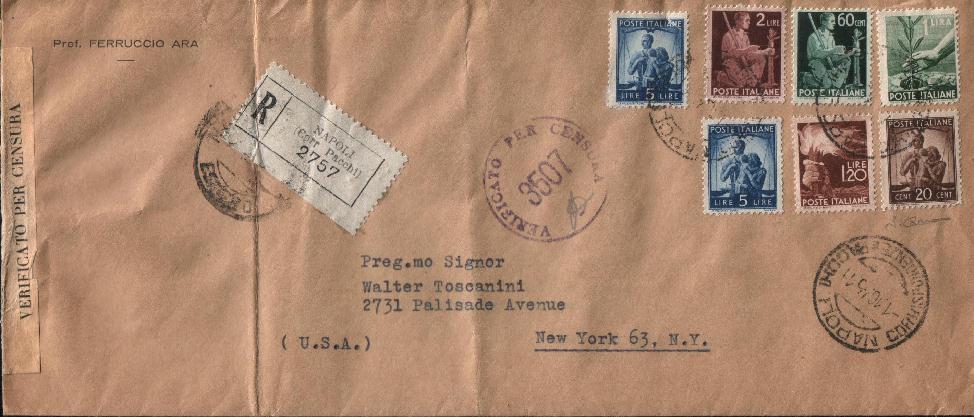 Prof. FERRUCCIO ARA
VERIFICATO PER CENSURA
R
NAPOLI
(Corr Pacchi)
2757
VERIFICATO PER CENSURA
3507
POSTE ITALIANE
LIRE 5 LIRE
2 LIRE
POSTE ITALIANE
60 CENT
POSTE ITALIANE
1 LIRA
POSTE ITALIANE
POSTE ITALIANE
LIRE 5 LIRE
LIRE
1,20
POSTE ITALIANE
POSTE ITALIANE
CENT 20 CENT
Preg.mo Signor
Walter Toscanini
2731 Palisade Avenue
( U.S.A.) New York 63, N.Y.
NAPOLI